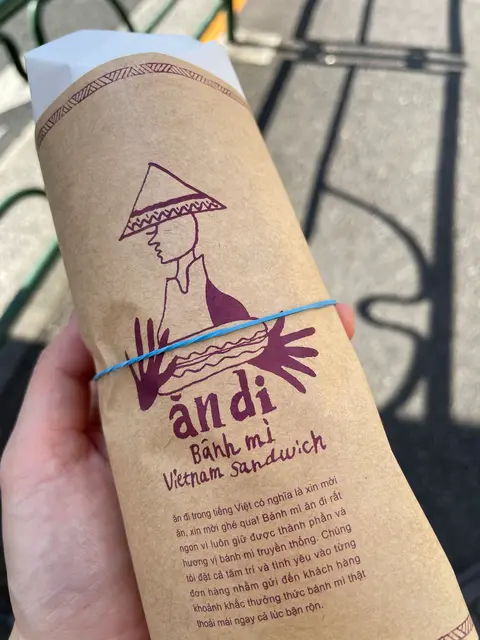 ăn di
Bánh mì
Vietnam sandwich
ăn di trong tiếng Việt có nghĩa là xin mời
ăn, xin mời ghé qua! Bánh mì ăn di rất
ngon vì luôn giữ được thành phần và
hương vị bánh mì truyền thống. Chúng
tôi đặt cả tâm trí và tình yêu vào từng
đơn hàng nhằm gửi đến khách hàng
khoảnh khắc thưởng thức bánh mì thật
thoải mái ngay cả lúc bận rộn.